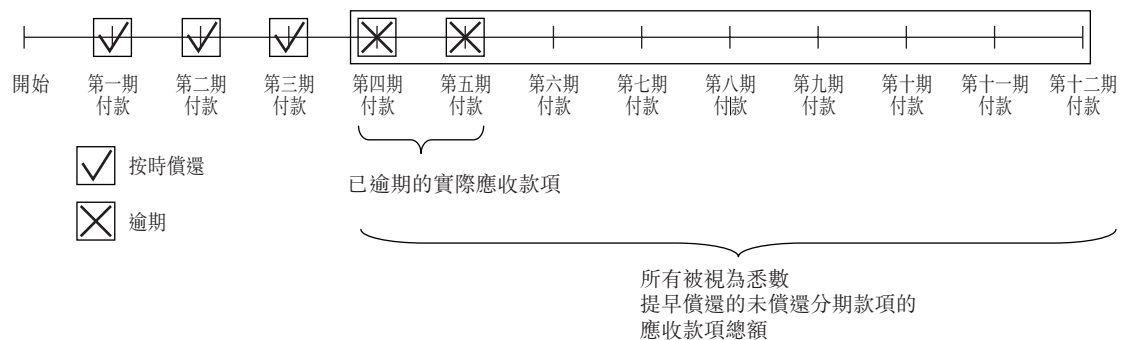 開始
第一期
付款
第二期
付款
第三期
付款
第四期
付款
第五期
付款
第六期
付款
第七期
付款
第八期
付款
第九期
付款
第十期
付款
第十一期
付款
第十二期
付款
按時償還
逾期
已逾期的實際應收款項
所有被視為悉數
提早償還的未償還分期款項的
應收款項總額